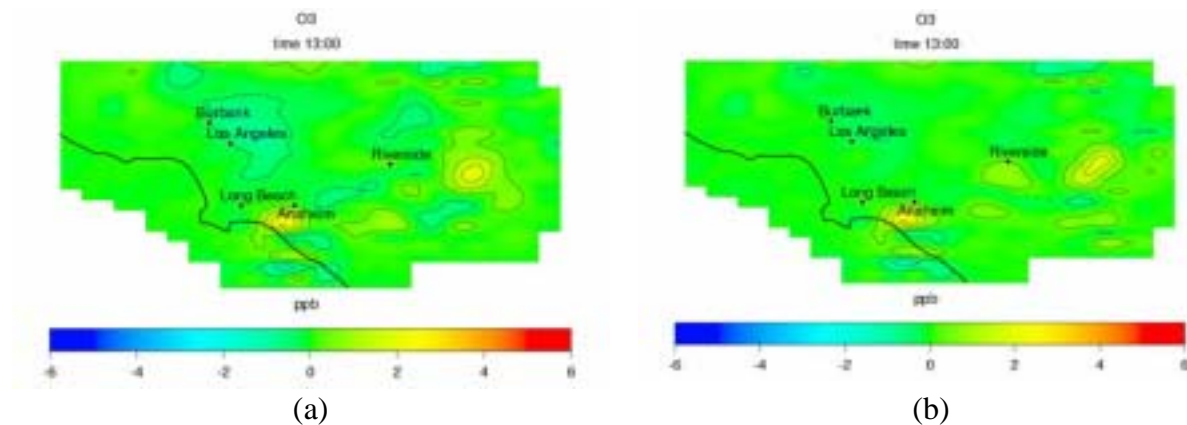 O3
time 13:00
Burbank
Los Angeles
Riverside
Long Beach
Anaheim
ppb
-6 -4 -2 0 2 4 6
(a)
O3
time 13:00
Burbank
Los Angeles
Riverside
Long Beach
Anaheim
ppb
-6 -4 -2 0 2 4 6
(b)